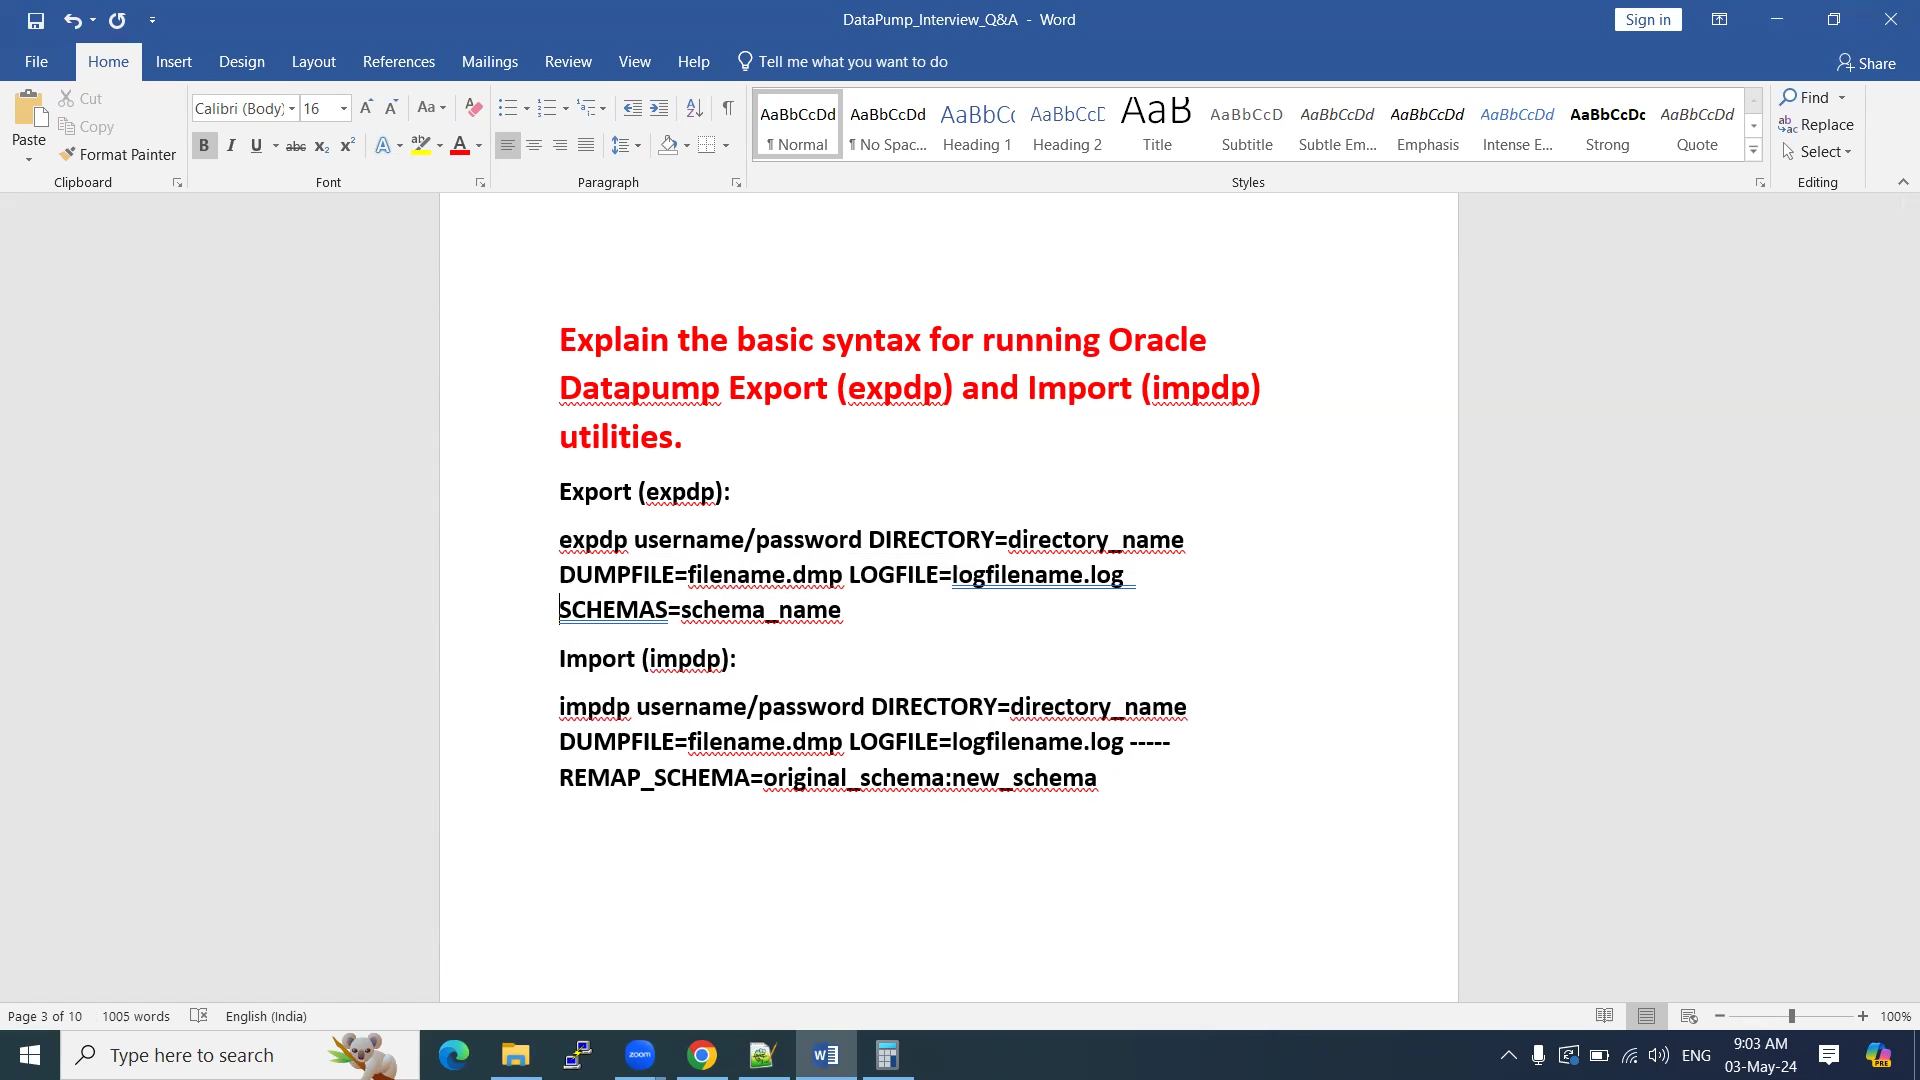 DataPump_Interview_Q&A - Word
Sign in
File Home Insert Design Layout References Mailings Review View Help Tell me what you want to do Share
Paste
Cut
Copy
Format Painter
Clipboard
Calibri (Body) 16
Aa
B I U abc x₂ x²
Font
Paragraph
AaBbCcDd AaBbCcDd AaBbCc AaBbCcD AaB AaBbCcD AaBbCcDd AaBbCcDd AaBbCcDd AaBbCcDc AaBbCcDd
¶ Normal ¶ No Spac... Heading 1 Heading 2 Title Subtitle Subtle Em... Emphasis Intense E... Strong Quote
Styles
Find
Replace
Select
Editing
Explain the basic syntax for running Oracle
Datapump Export (expdp) and Import (impdp)
utilities.
Export (expdp):
expdp username/password DIRECTORY=directory_name
DUMPFILE=filename.dmp LOGFILE=logfilename.log
SCHEMAS=schema_name
Import (impdp):
impdp username/password DIRECTORY=directory_name
DUMPFILE=filename.dmp LOGFILE=logfilename.log -----
REMAP_SCHEMA=original_schema:new_schema
Page 3 of 10 1005 words English (India) 100%
Type here to search
zoom
ENG
9:03 AM
03-May-24
PRE